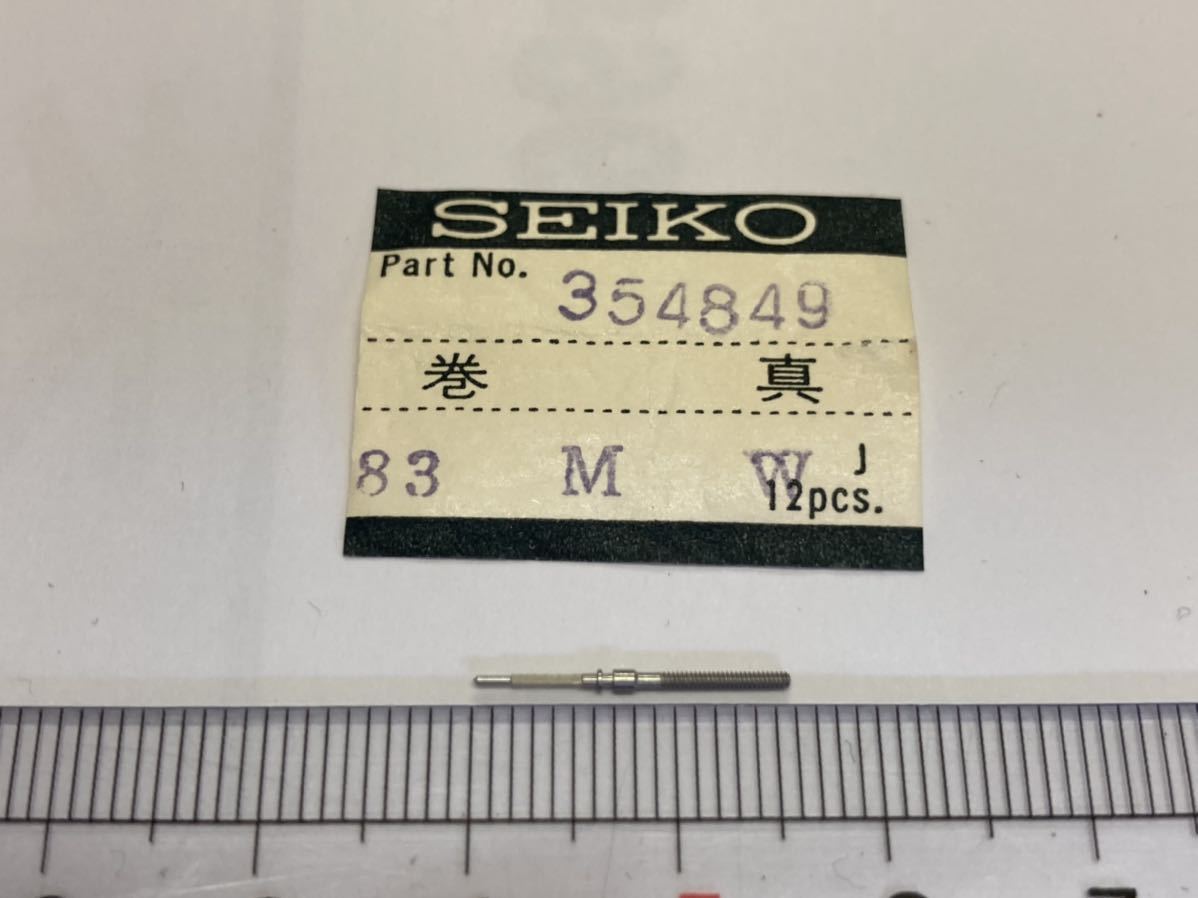 SEIKO
Part No. 354849
巻 真
83 M W J
12pcs.